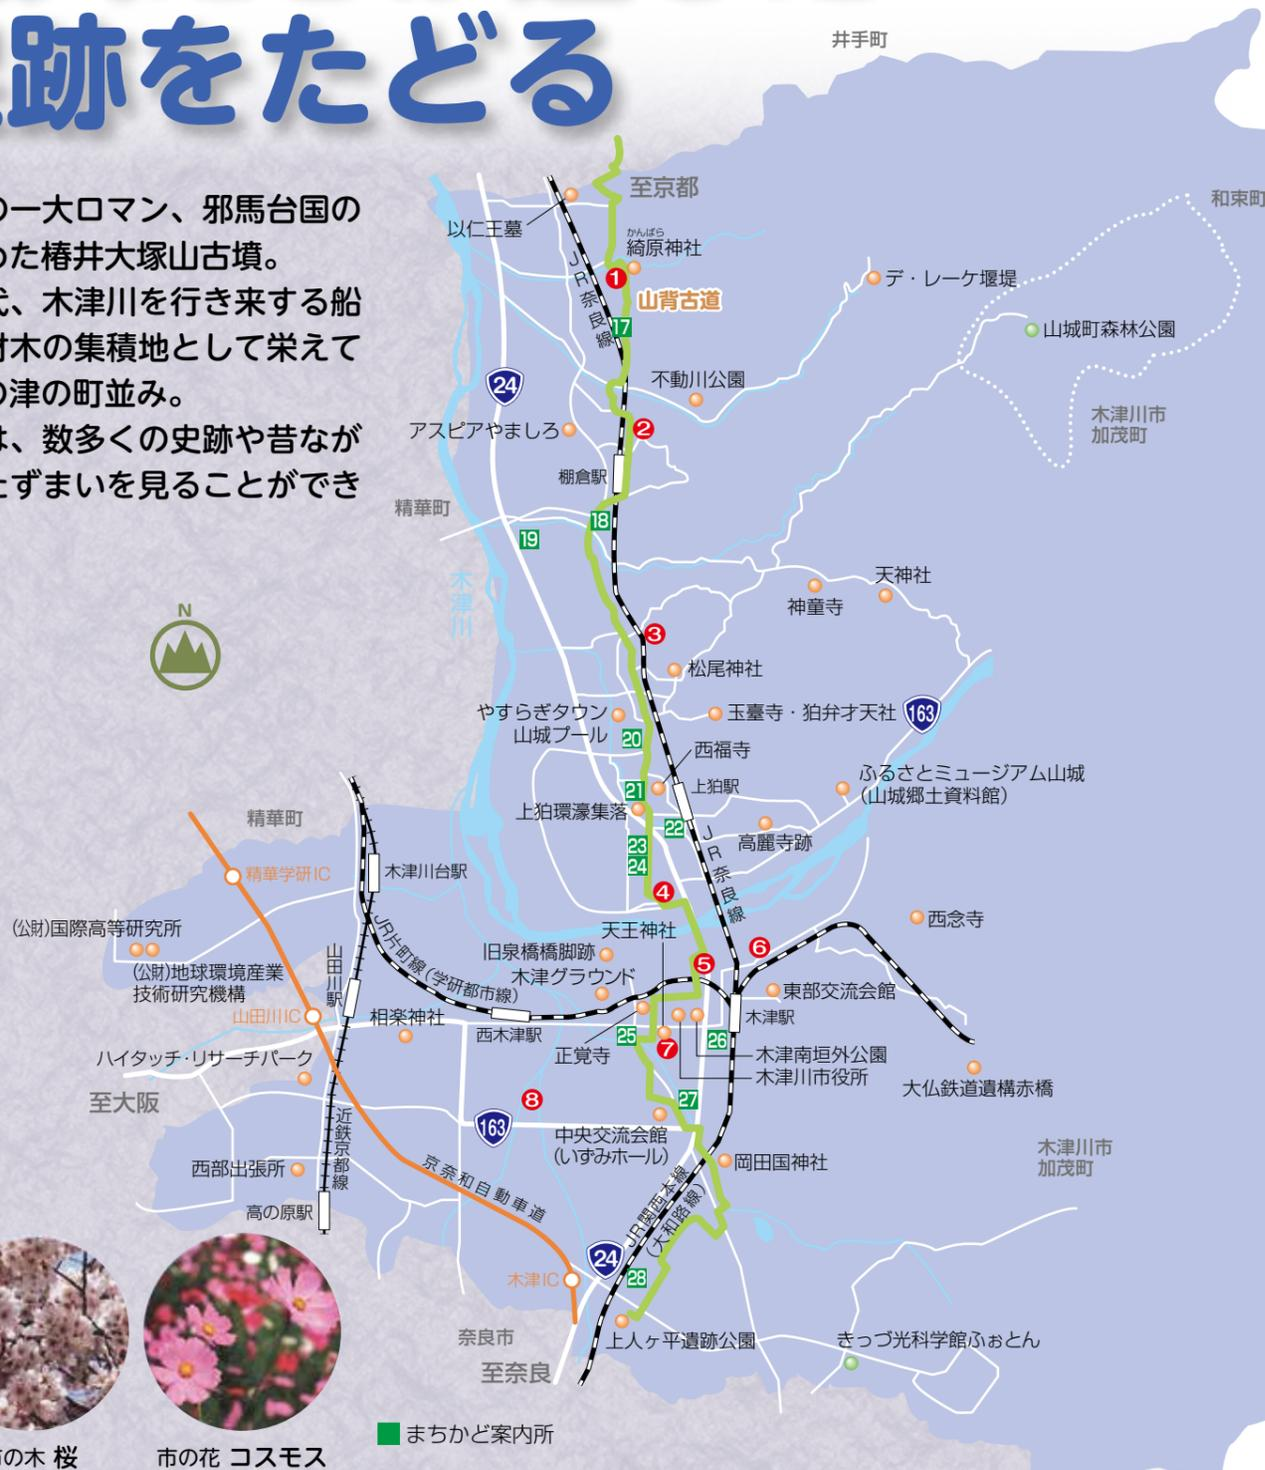 跡をたどる
の一大ロマン、邪馬台国の
った椿井大塚山古墳。
代、木津川を行き来する船
材木の集積地として栄えて
の津の町並み。
は、数多くの史跡や昔なが
たずまいを見ることができ
井手町
和束町
至京都
以仁王墓
かんばら
綺原神社
1
山背古道
JR奈良線
17
デ・レーケ堰堤
山城町森林公園
24
不動川公園
アスピアやましろ
2
木津川市
加茂町
棚倉駅
精華町
18
19
木津川
天神社
神童寺
N
3
松尾神社
やすらぎタウン
山城プール
玉臺寺・狛弁才天社
163
20
西福寺
21
上狛駅
ふるさとミュージアム山城
(山城郷土資料館)
上狛環濠集落
22
高麗寺跡
JR奈良線
23
24
精華町
木津川台駅
精華学研IC
4
(公財)国際高等研究所
天王神社
西念寺
JR片町線(学研都市線)
旧泉橋橋脚跡
5
6
(公財)地球環境産業
技術研究機構
山田川駅
木津グラウンド
東部交流会館
山田川IC
相楽神社
西木津駅
木津駅
正覚寺
25
26
7
木津南垣外公園
木津川市役所
ハイタッチ・リサーチパーク
大仏鉄道遺構赤橋
至大阪
8
27
163
近鉄京都線
中央交流会館
(いずみホール)
木津川市
加茂町
西部出張所
岡田国神社
京奈和自動車道
高の原駅
JR関西本線
(大和路線)
24
木津IC
28
奈良市
上人ヶ平遺跡公園
きっづ光科学館ふぉとん
至奈良
まちかど案内所
市の木 桜
市の花 コスモス